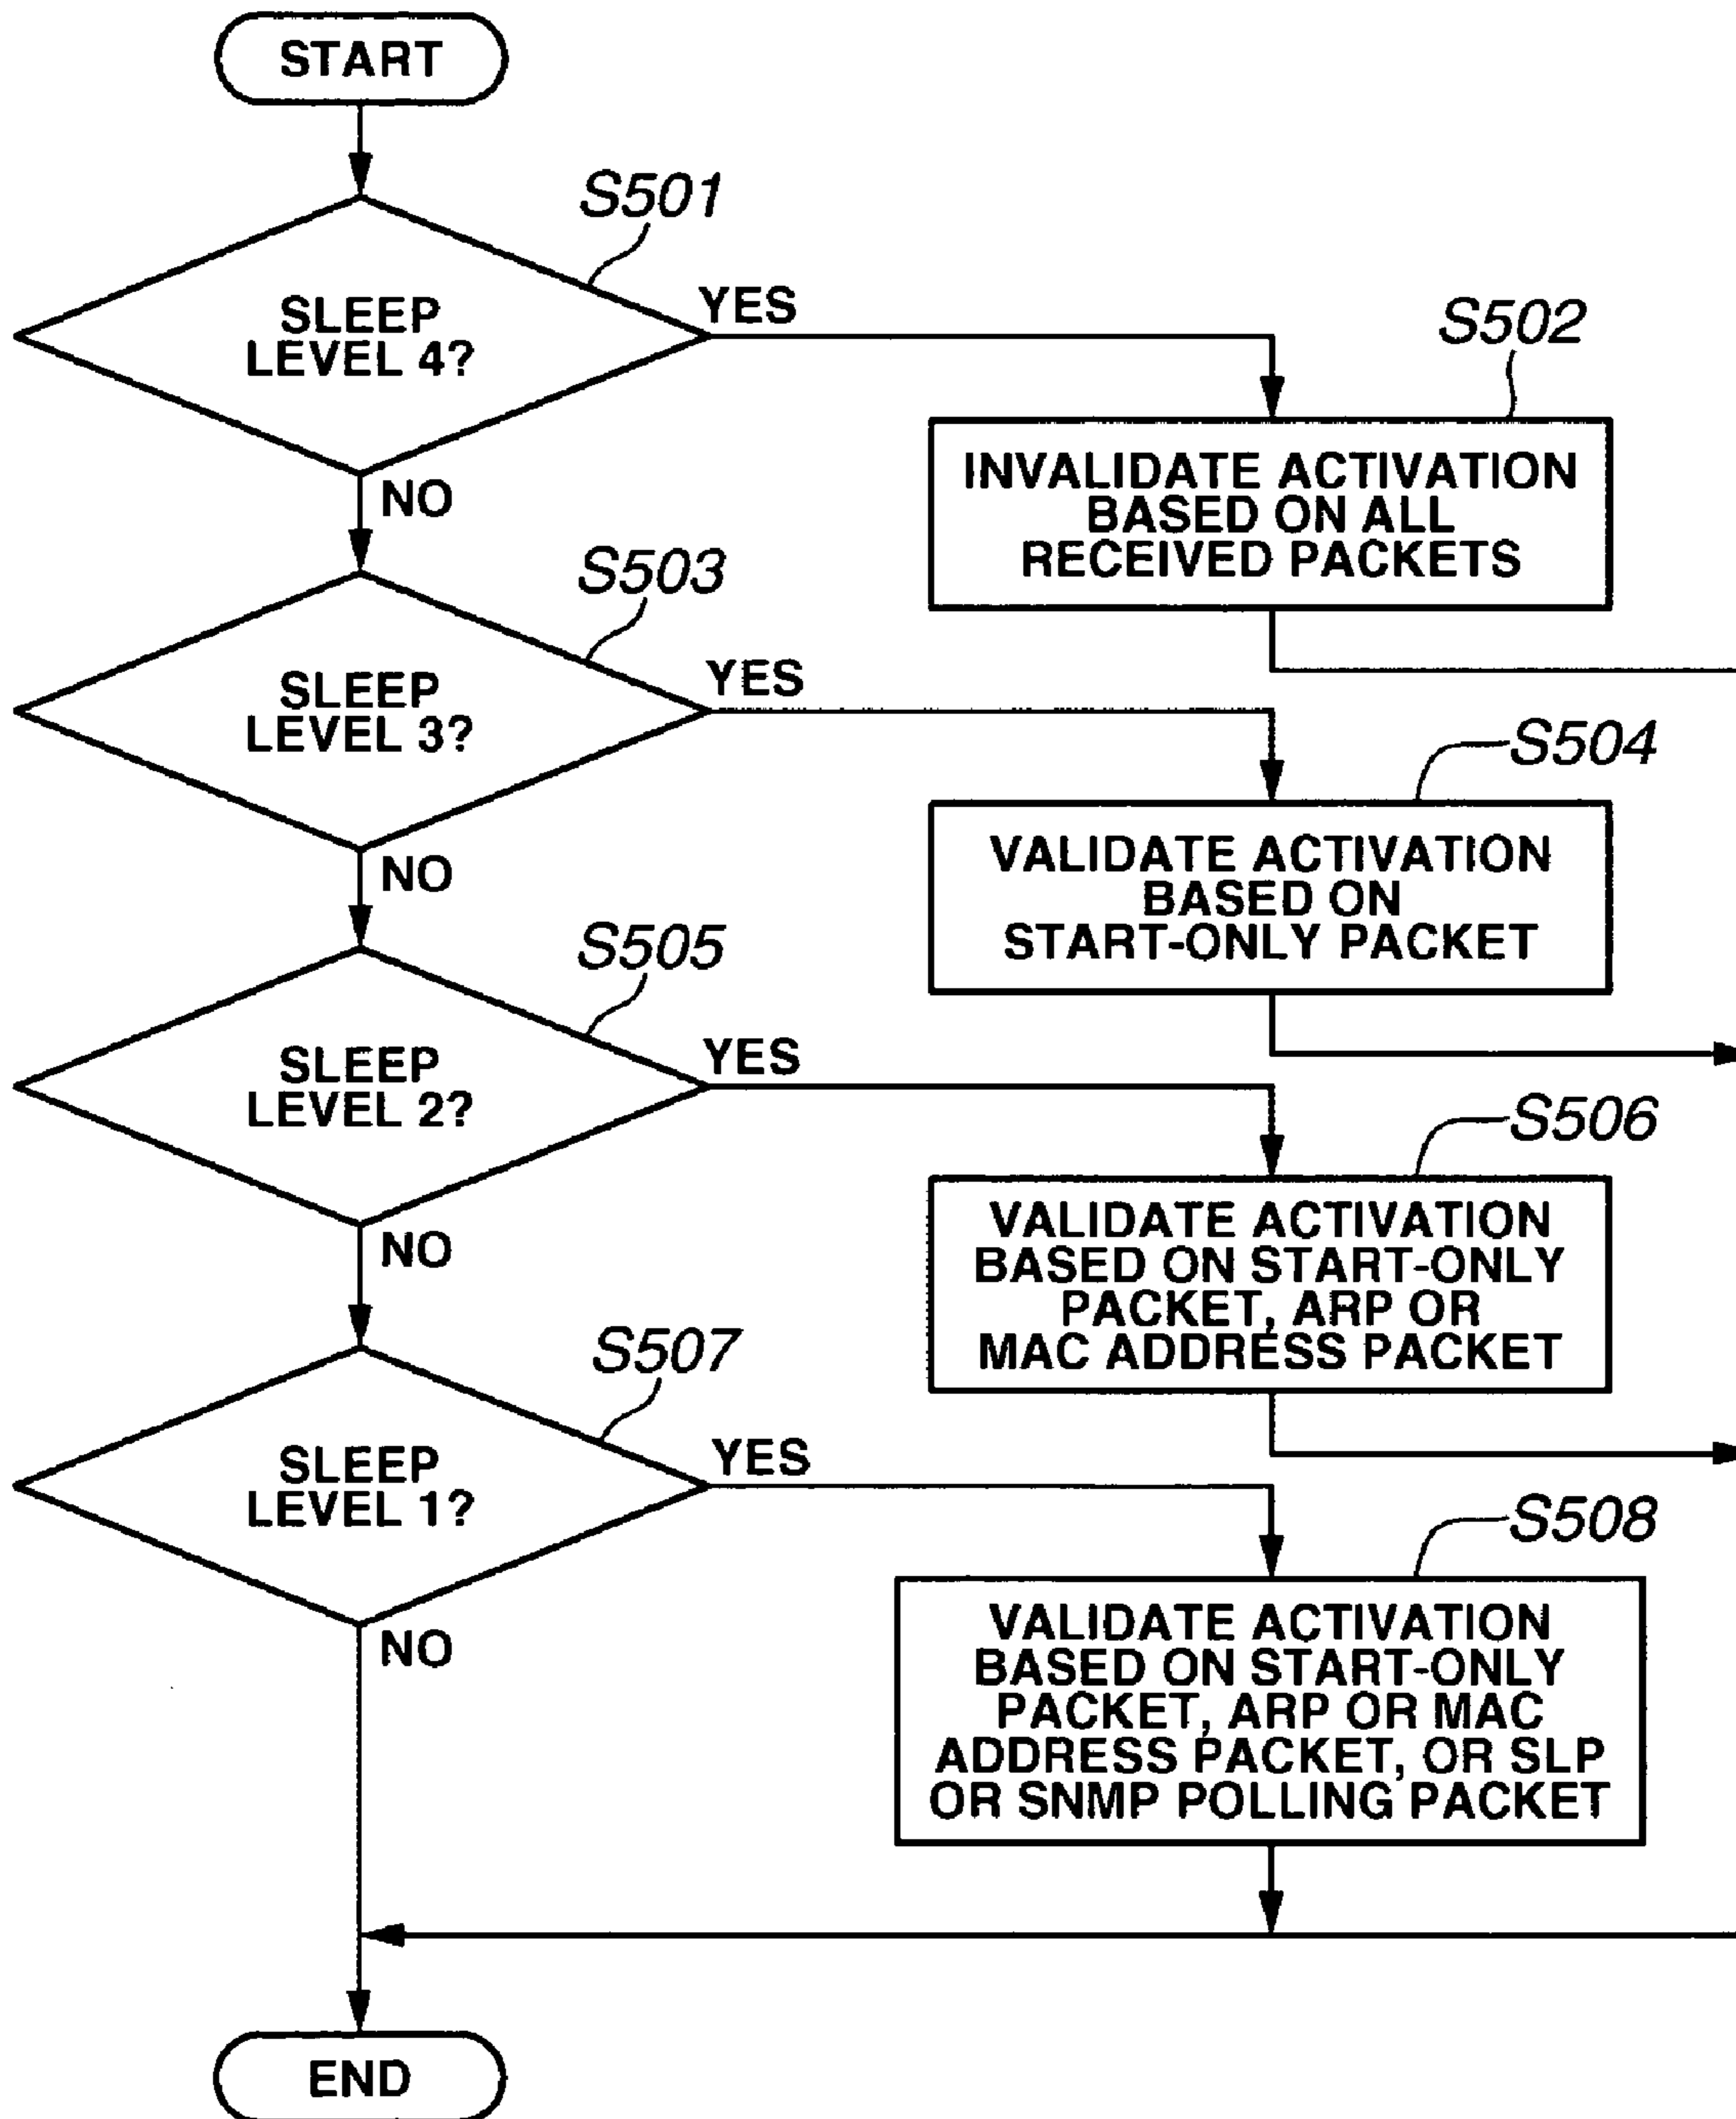 START
S501
SLEEP
LEVEL 4?
YES
NO
S502
INVALIDATE ACTIVATION
BASED ON ALL
RECEIVED PACKETS
S503
SLEEP
LEVEL 3?
YES
NO
S504
VALIDATE ACTIVATION
BASED ON
START-ONLY PACKET
S505
SLEEP
LEVEL 2?
YES
NO
S506
VALIDATE ACTIVATION
BASED ON START-ONLY
PACKET, ARP OR
MAC ADDRESS PACKET
S507
SLEEP
LEVEL 1?
YES
NO
S508
VALIDATE ACTIVATION
BASED ON START-ONLY
PACKET, ARP OR MAC
ADDRESS PACKET, OR SLP
OR SNMP POLLING PACKET
END